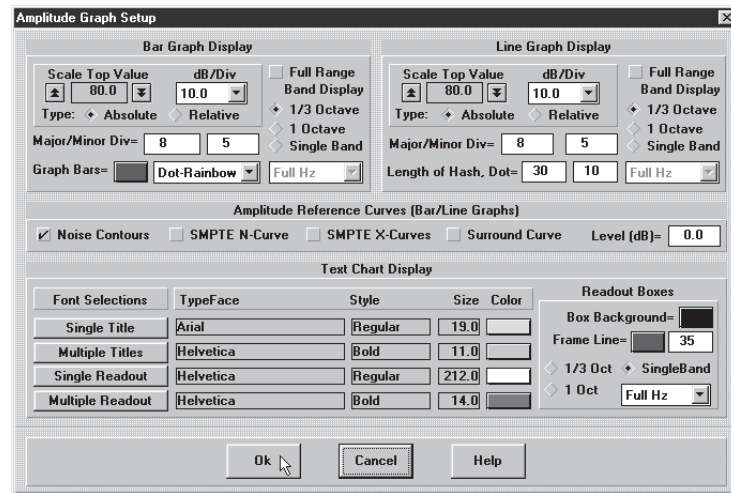 Amplitude Graph Setup
Bar Graph Display
Scale Top Value dB/Div
80.0 10.0
Type: Absolute Relative
Full Range
Band Display
1/3 Octave
1 Octave
Single Band
Major/Minor Div= 8 5
Graph Bars= Dot-Rainbow Full Hz
Line Graph Display
Scale Top Value dB/Div
80.0 10.0
Type: Absolute Relative
Full Range
Band Display
1/3 Octave
1 Octave
Single Band
Major/Minor Div= 8 5
Length of Hash, Dot= 30 10 Full Hz
Amplitude Reference Curves (Bar/Line Graphs)
Noise Contours SMPTE N-Curve SMPTE X-Curves Surround Curve Level (dB)= 0.0
Text Chart Display
Font Selections TypeFace Style Size Color
Single Title Arial Regular 19.0
Multiple Titles Helvetica Bold 11.0
Single Readout Helvetica Regular 212.0
Multiple Readout Helvetica Bold 14.0
Readout Boxes
Box Background=
Frame Line= 35
1/3 Oct SingleBand
1 Oct Full Hz
Ok Cancel Help